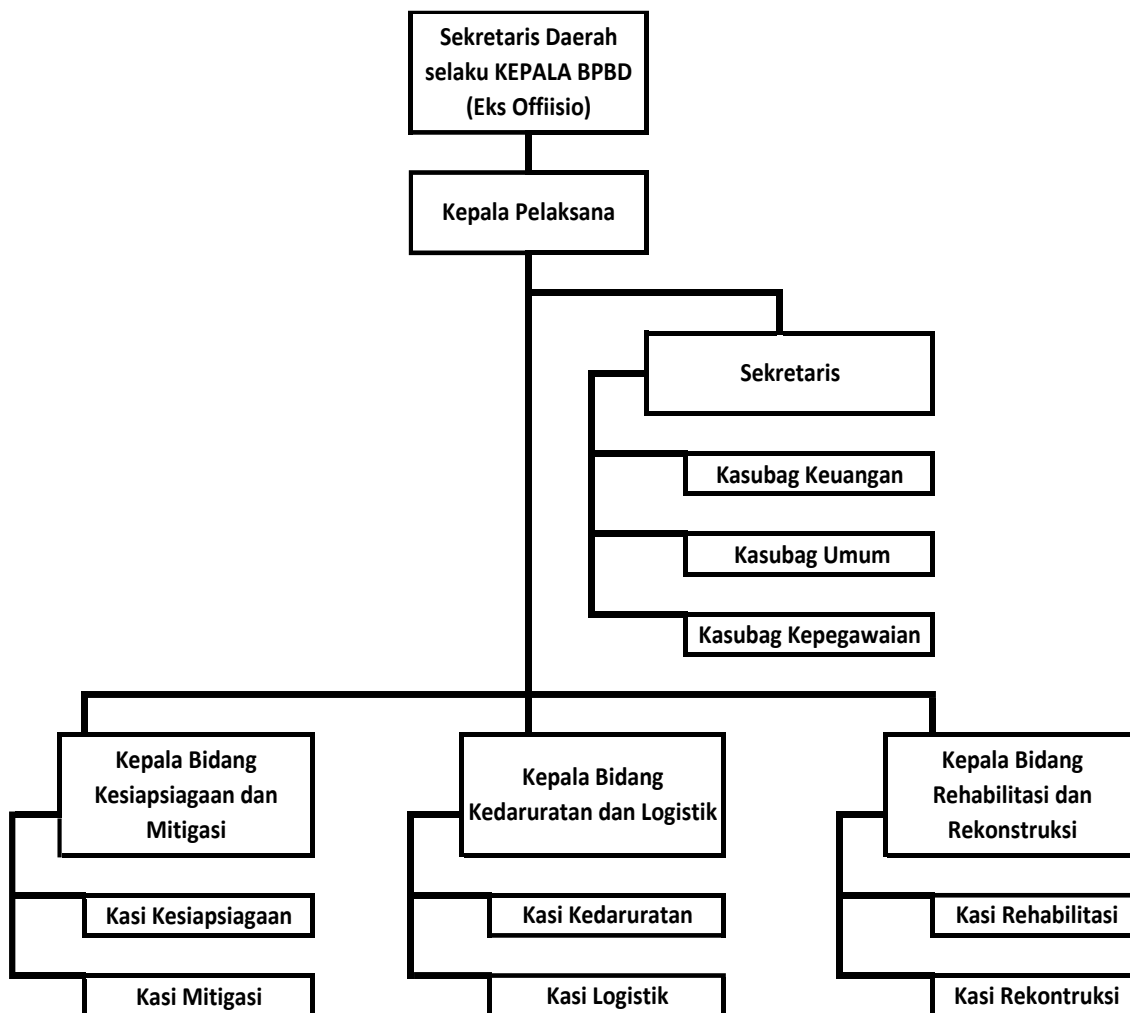 Sekretaris Daerah
selaku KEPALA BPBD
(Eks Offiisio)
Kepala Pelaksana
Sekretaris
Kasubag Keuangan
Kasubag Umum
Kasubag Kepegawaian
Kepala Bidang
Kesiapsiagaan dan
Mitigasi
Kasi Kesiapsiagaan
Kasi Mitigasi
Kepala Bidang
Kedaruratan dan Logistik
Kasi Kedaruratan
Kasi Logistik
Kepala Bidang
Rehabilitasi dan
Rekonstruksi
Kasi Rehabilitasi
Kasi Rekontruksi